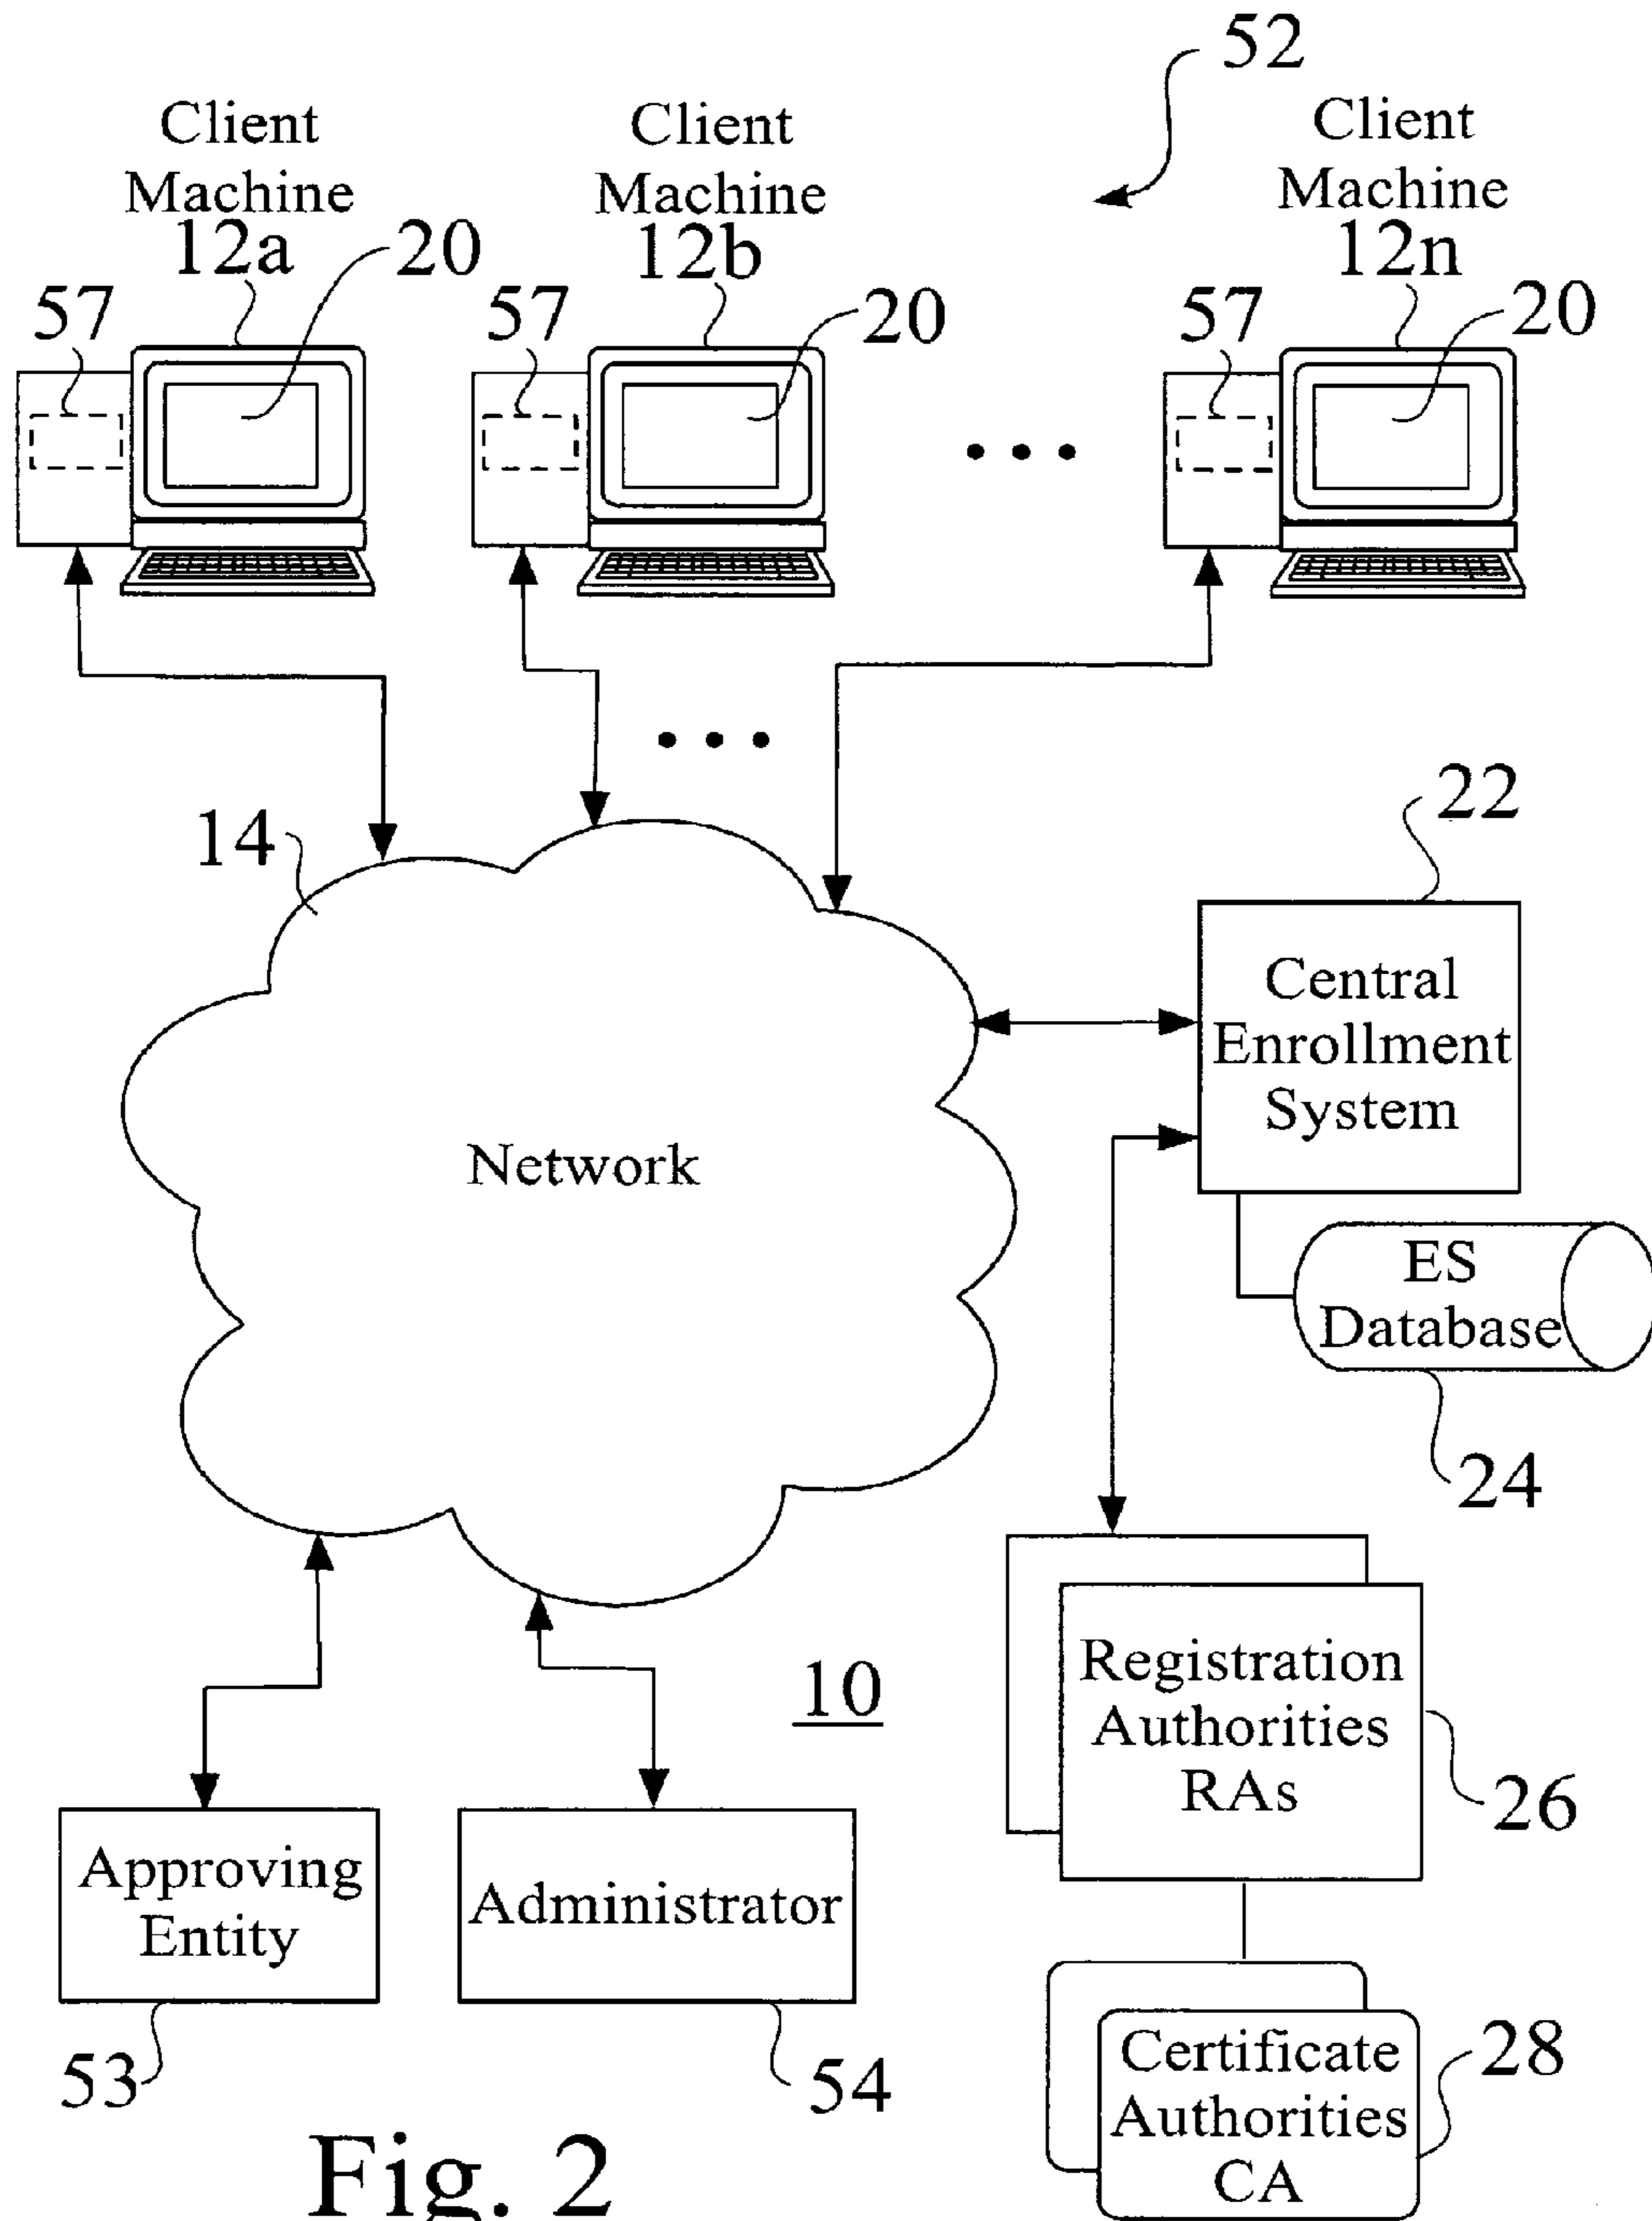 52
Client
Machine
12a
20
57
Client
Machine
12b
20
57
Client
Machine
12n
20
57
14
22
Central
Enrollment
System
Network
ES
Database
24
10
Registration
Authorities
RAs
26
Approving
Entity
53
Administrator
54
Certificate
Authorities
CA
28
Fig. 2